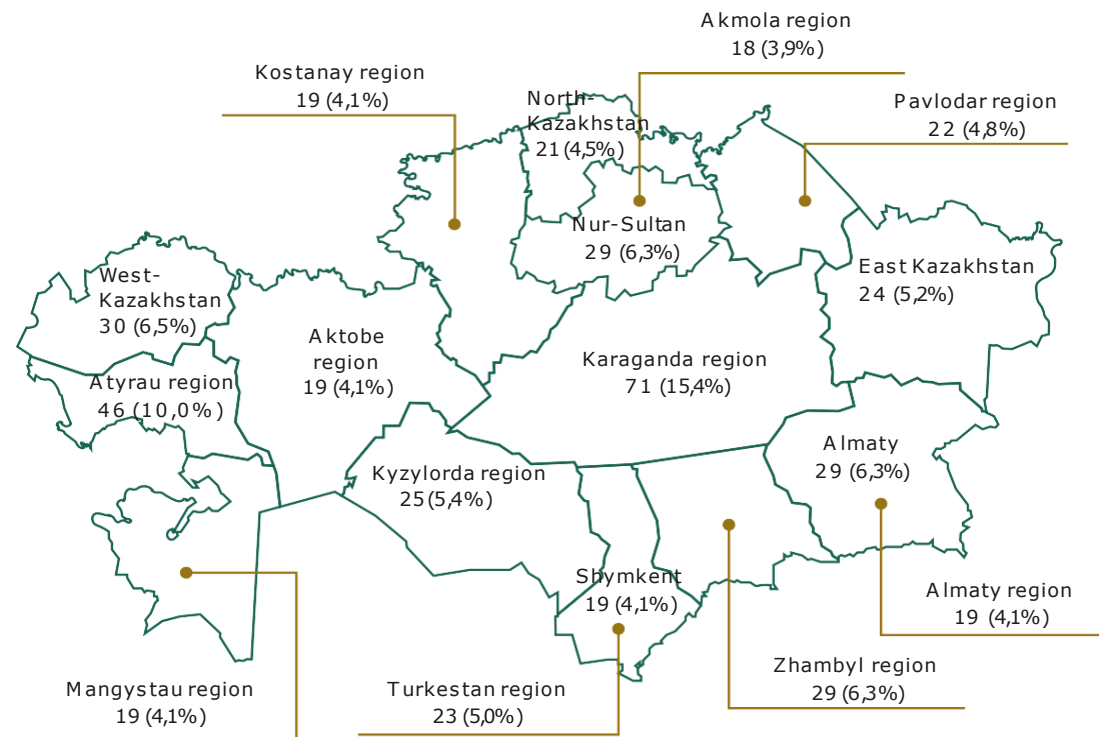 Akmola region
18 (3,9%)
Kostanay region
19 (4,1%)
North-
Kazakhstan
21 (4,5%)
Pavlodar region
22 (4,8%)
Nur-Sultan
29 (6,3%)
East Kazakhstan
24 (5,2%)
West-
Kazakhstan
30 (6,5%)
Aktobe
region
19 (4,1%)
Karaganda region
71 (15,4%)
Atyrau region
46 (10,0%)
Almaty
29 (6,3%)
Kyzylorda region
25 (5,4%)
Shymkent
19 (4,1%)
Almaty region
19 (4,1%)
Zhambyl region
29 (6,3%)
Mangystau region
19 (4,1%)
Turkestan region
23 (5,0%)